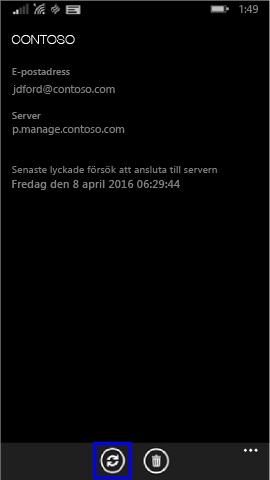 1:49
CONTOSO
E-postadress
jdford@contoso.com
Server
p.manage.contoso.com
Senaste lyckade försök att ansluta till servern
Fredag den 8 april 2016 06:29:44